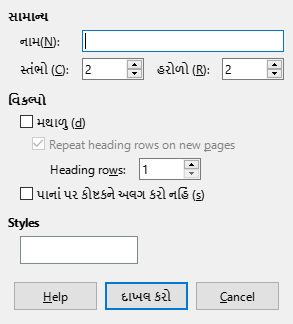 સામાન્ય
નામ(N):
સ્તંભો (C): 2 હરોળો (R): 2
વિકલ્પો
મથાળુ (d)
Repeat heading rows on new pages
Heading rows: 1
પાનાં પર કોષ્ટકને અલગ કરો નહિં (s)
Styles
Help દાખલ કરો Cancel